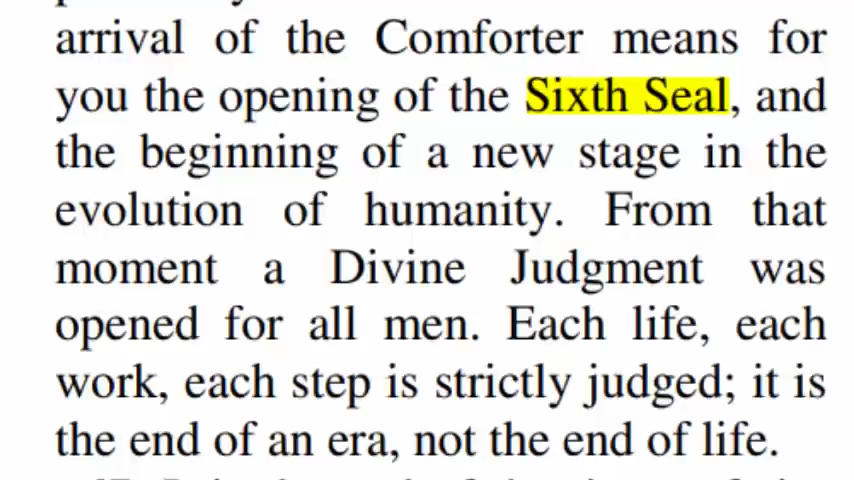 arrival of the Comforter means for
you the opening of the Sixth Seal, and
the beginning of a new stage in the
evolution of humanity. From that
moment a Divine Judgment was
opened for all men. Each life, each
work, each step is strictly judged; it is
the end of an era, not the end of life.